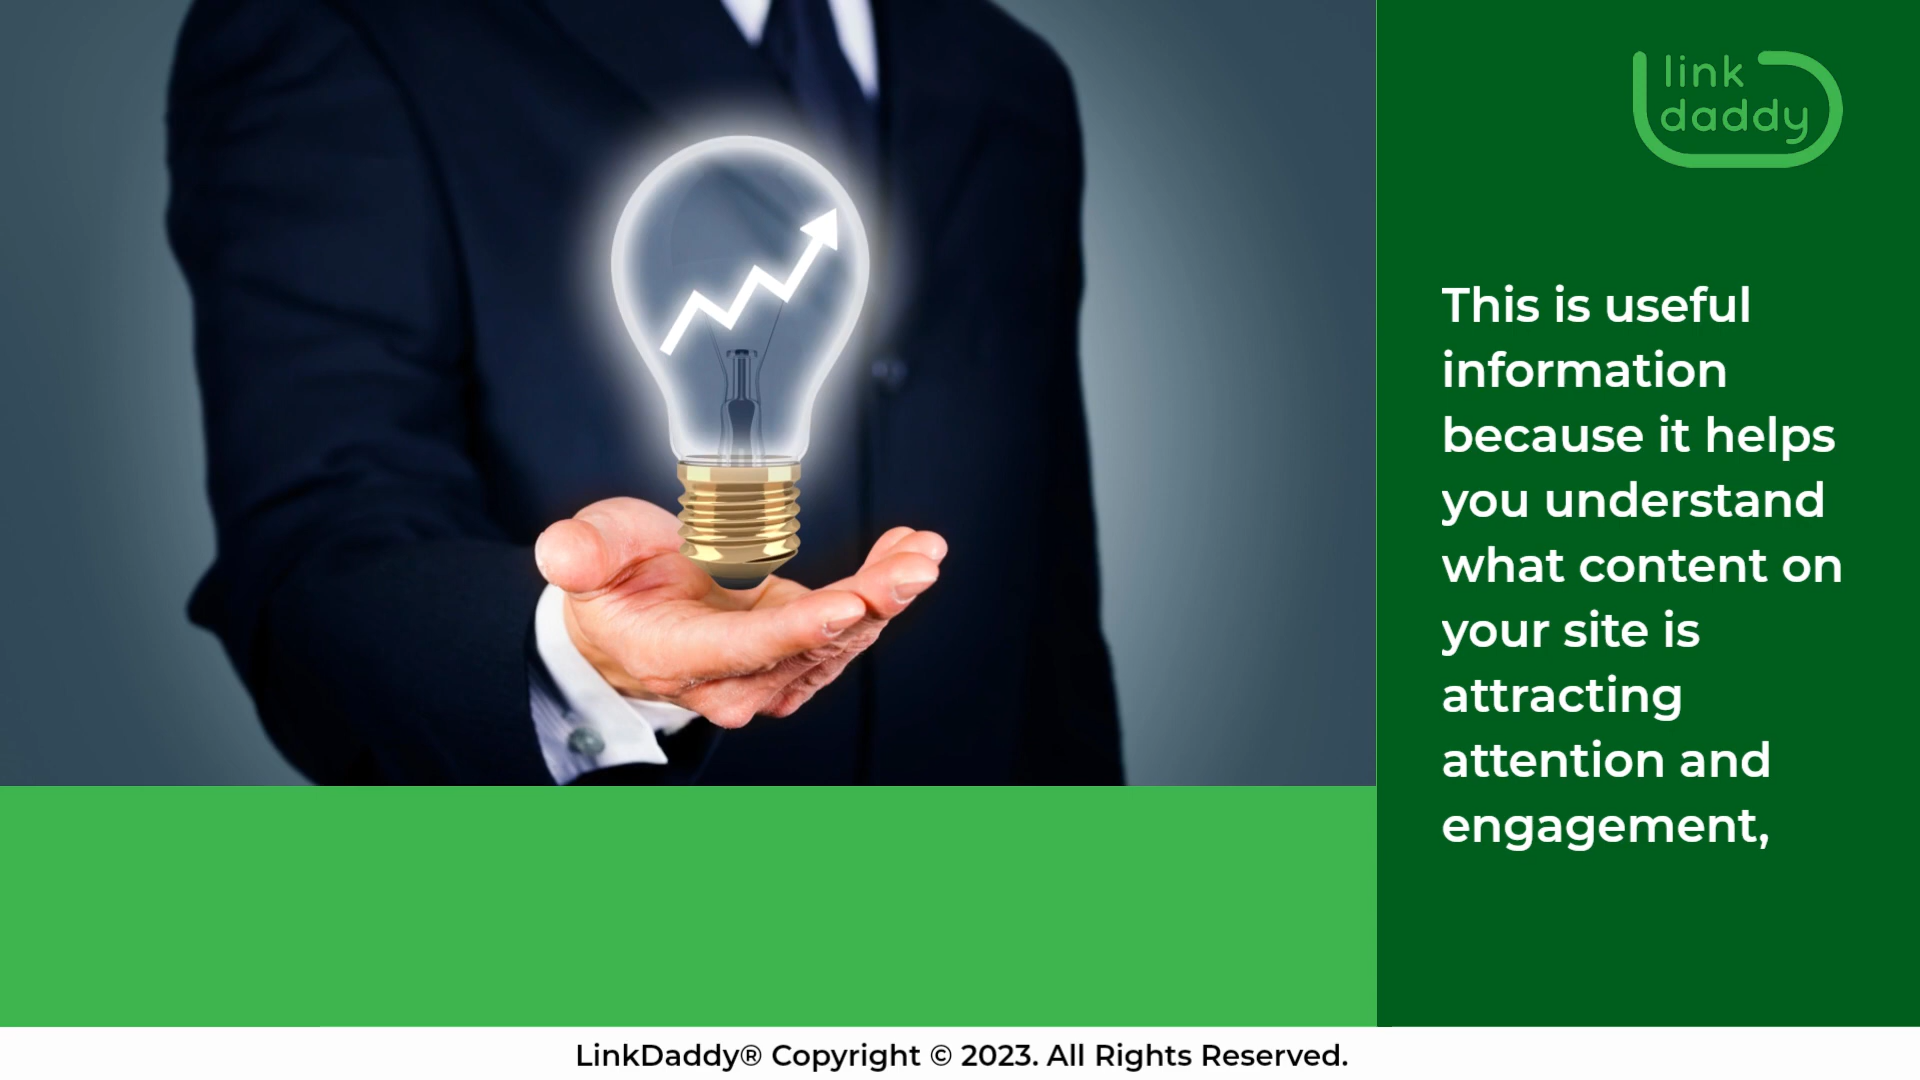 link
daddy
This is useful
information
because it helps
you understand
what content on
your site is
attracting
attention and
engagement,
LinkDaddy® Copyright © 2023. All Rights Reserved.